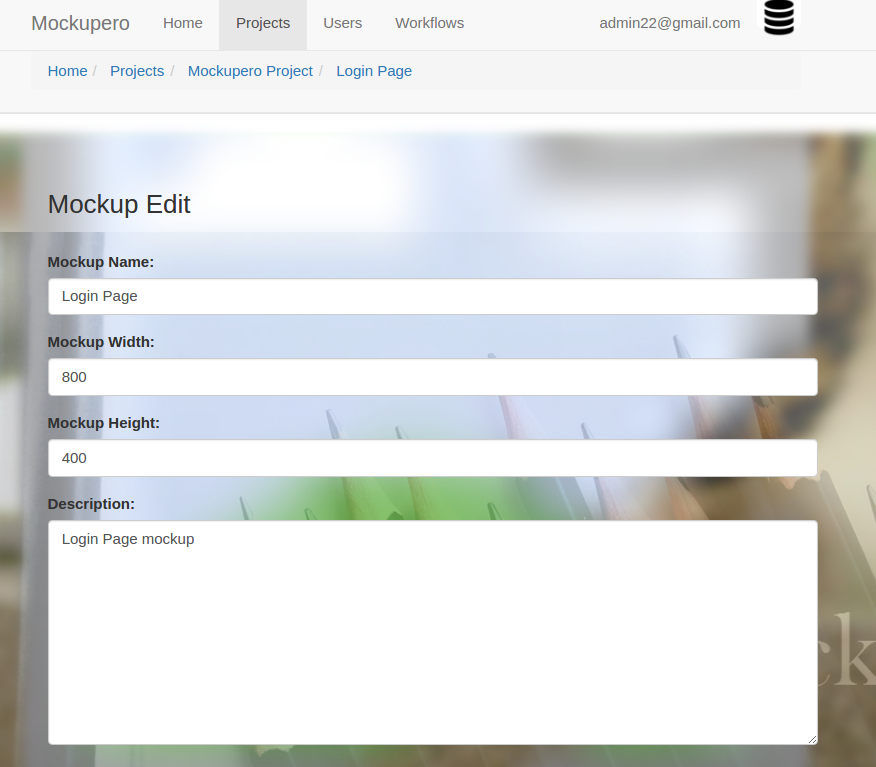 Mockupero Home Projects Users Workflows admin22@gmail.com
Home / Projects / Mockupero Project / Login Page
Mockup Edit
Mockup Name:
Login Page
Mockup Width:
800
Mockup Height:
400
Description:
Login Page mockup